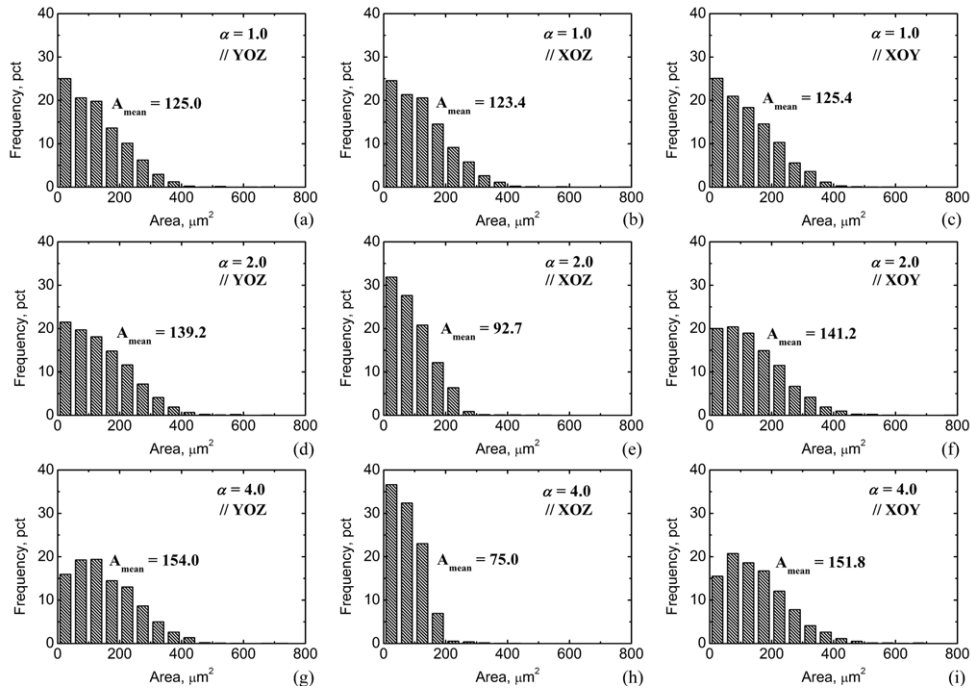 40
30
20
10
0
Frequency, pct
α = 1.0
// YOZ
A_mean = 125.0
0 200 400 600 800
Area, μm²
(a)
40
30
20
10
0
Frequency, pct
α = 1.0
// XOZ
A_mean = 123.4
0 200 400 600 800
Area, μm²
(b)
40
30
20
10
0
Frequency, pct
α = 1.0
// XOY
A_mean = 125.4
0 200 400 600 800
Area, μm²
(c)
40
30
20
10
0
Frequency, pct
α = 2.0
// YOZ
A_mean = 139.2
0 200 400 600 800
Area, μm²
(d)
40
30
20
10
0
Frequency, pct
α = 2.0
// XOZ
A_mean = 92.7
0 200 400 600 800
Area, μm²
(e)
40
30
20
10
0
Frequency, pct
α = 2.0
// XOY
A_mean = 141.2
0 200 400 600 800
Area, μm²
(f)
40
30
20
10
0
Frequency, pct
α = 4.0
// YOZ
A_mean = 154.0
0 200 400 600 800
Area, μm²
(g)
40
30
20
10
0
Frequency, pct
α = 4.0
// XOZ
A_mean = 75.0
0 200 400 600 800
Area, μm²
(h)
40
30
20
10
0
Frequency, pct
α = 4.0
// XOY
A_mean = 151.8
0 200 400 600 800
Area, μm²
(i)